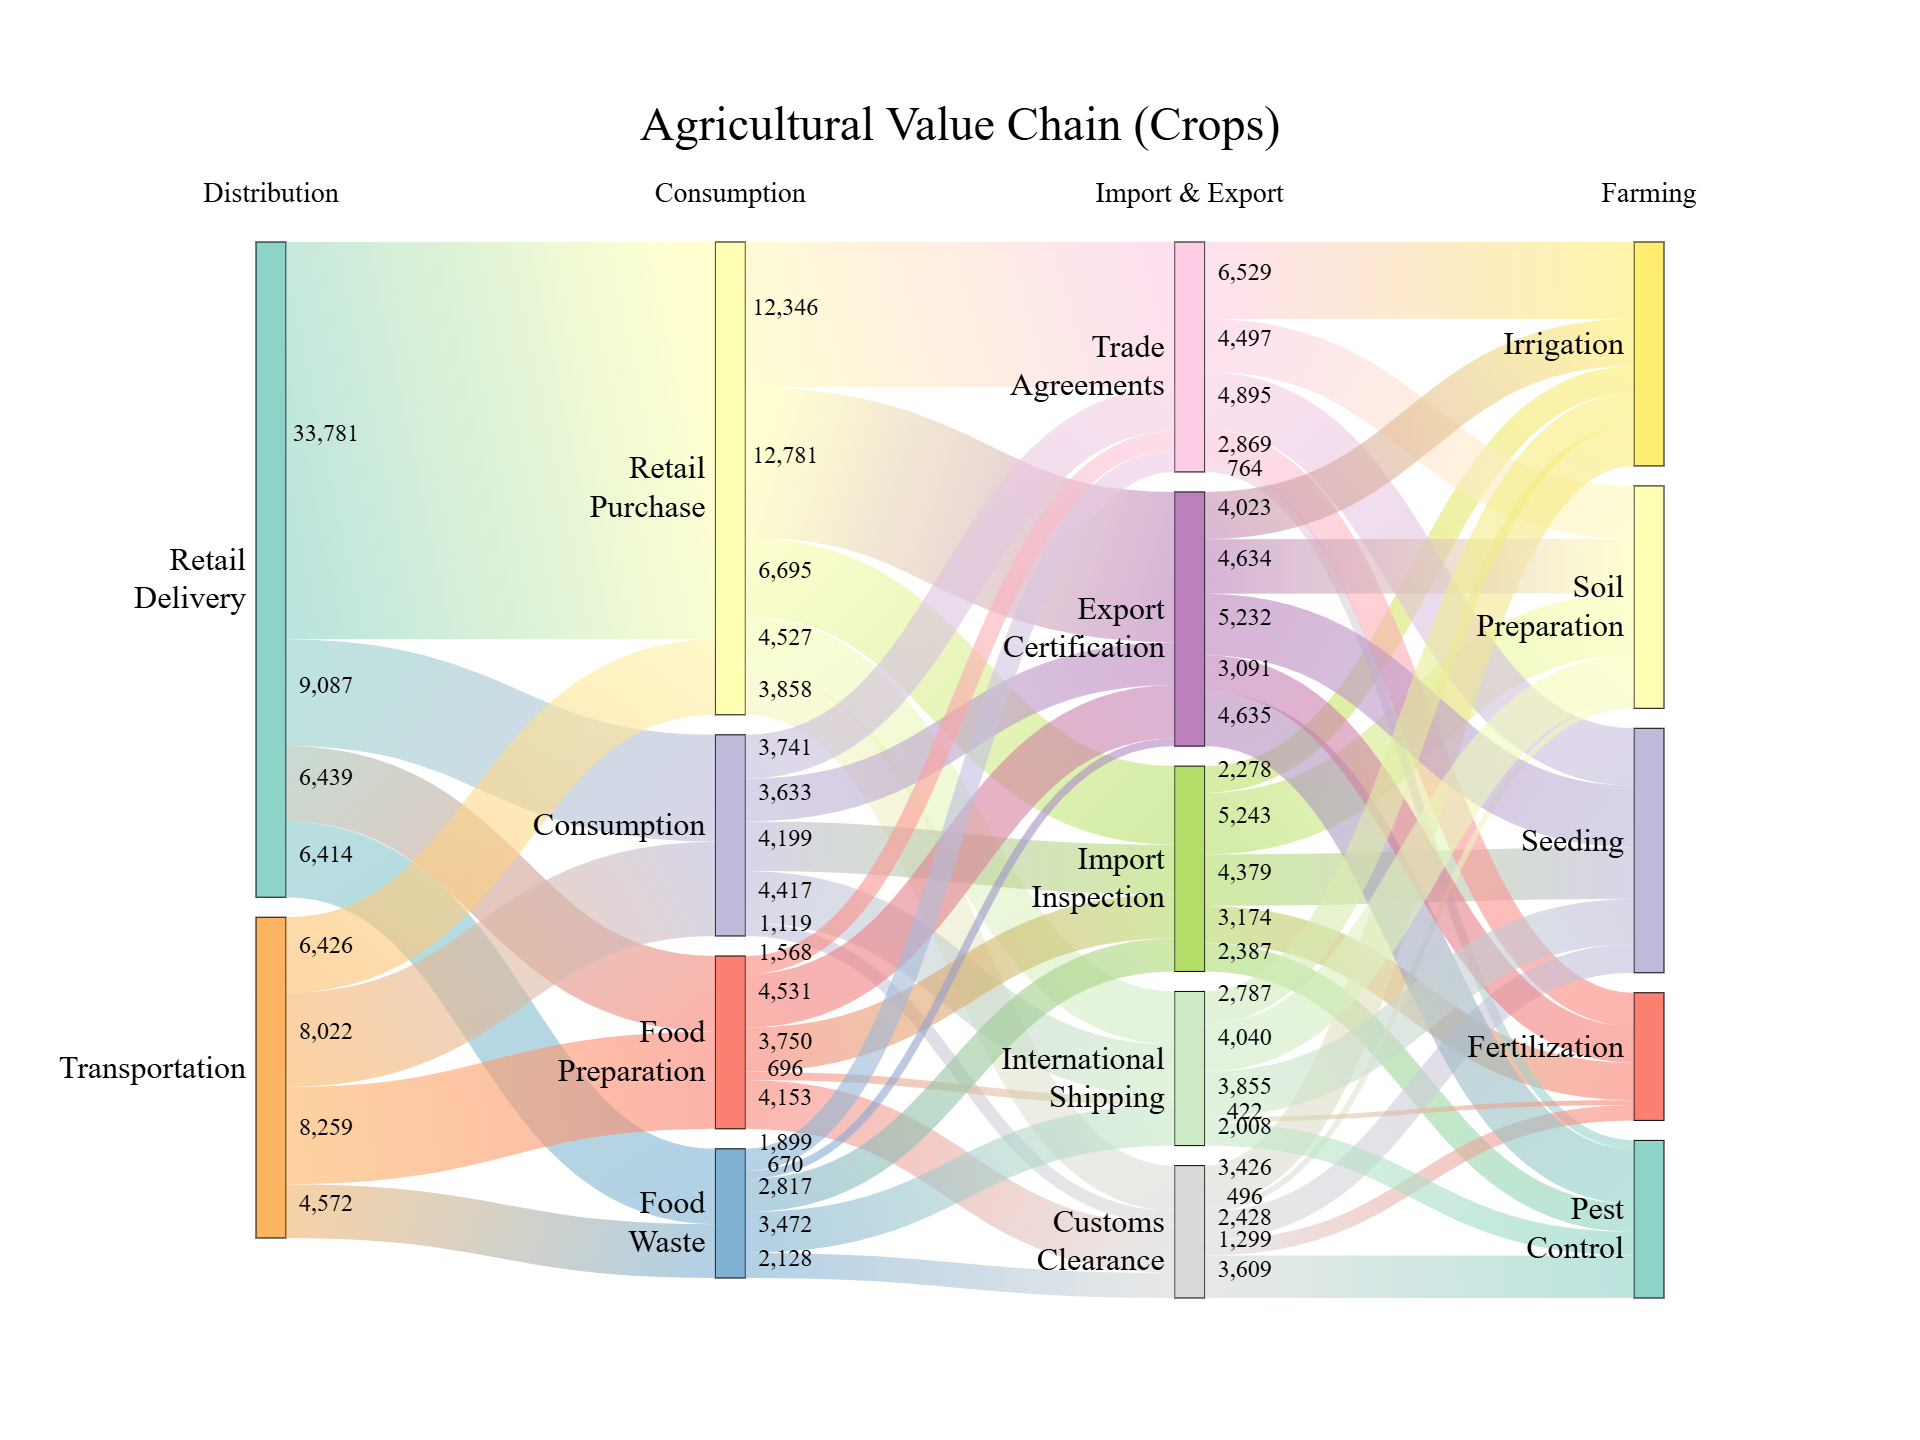 Agricultural Value Chain (Crops)
Distribution
Consumption
Import & Export
Farming
Retail
Delivery
Transportation
33,781
9,087
6,439
6,414
6,426
8,022
8,259
4,572
Retail
Purchase
Consumption
Food
Preparation
Food
Waste
12,346
12,781
6,695
4,527
3,858
3,741
3,633
4,199
4,417
1,119
1,568
4,531
3,750
696
4,153
1,899
670
2,817
3,472
2,128
Trade
Agreements
Export
Certification
Import
Inspection
International
Shipping
Customs
Clearance
6,529
4,497
4,895
2,869
764
4,023
4,634
5,232
3,091
4,635
2,278
5,243
4,379
3,174
2,387
2,787
4,040
3,855
422
2,008
3,426
496
2,428
1,299
3,609
Irrigation
Soil
Preparation
Seeding
Fertilization
Pest
Control